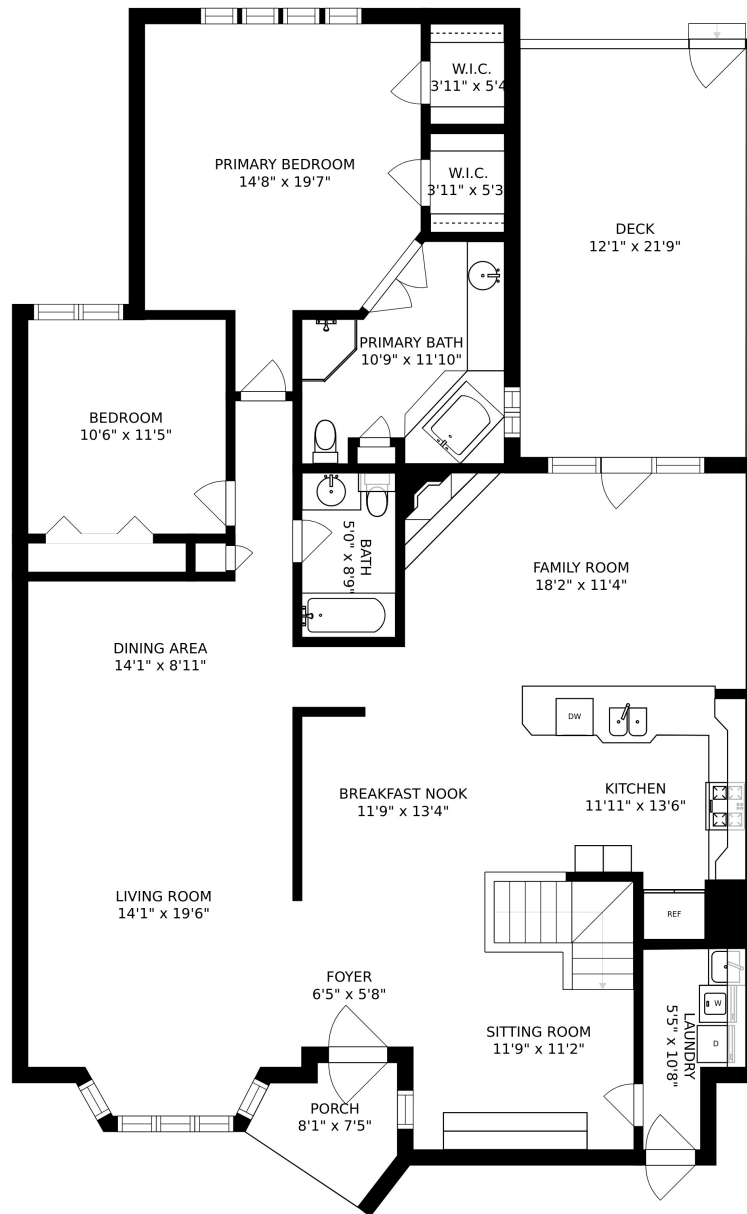 W.I.C.
3'11" x 5'4
PRIMARY BEDROOM
14'8" x 19'7"
W.I.C.
3'11" x 5'3
DECK
12'1" x 21'9"
PRIMARY BATH
10'9" x 11'10"
BEDROOM
10'6" x 11'5"
BATH
5'0" x 8'9"
FAMILY ROOM
18'2" x 11'4"
DINING AREA
14'1" x 8'11"
DW
BREAKFAST NOOK
11'9" x 13'4"
KITCHEN
11'11" x 13'6"
LIVING ROOM
14'1" x 19'6"
REF
FOYER
6'5" x 5'8"
SITTING ROOM
11'9" x 11'2"
LAUNDRY
5'5" x 10'8"
W
D
PORCH
8'1" x 7'5"